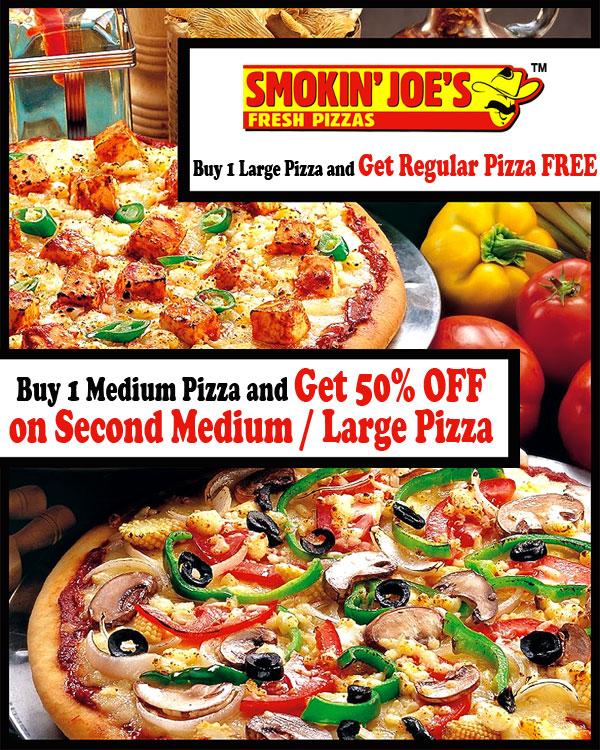 SMOKIN' JOE'S TM
FRESH PIZZAS
Buy 1 Large Pizza and Get Regular Pizza FREE
Buy 1 Medium Pizza and Get 50% OFF
on Second Medium / Large Pizza